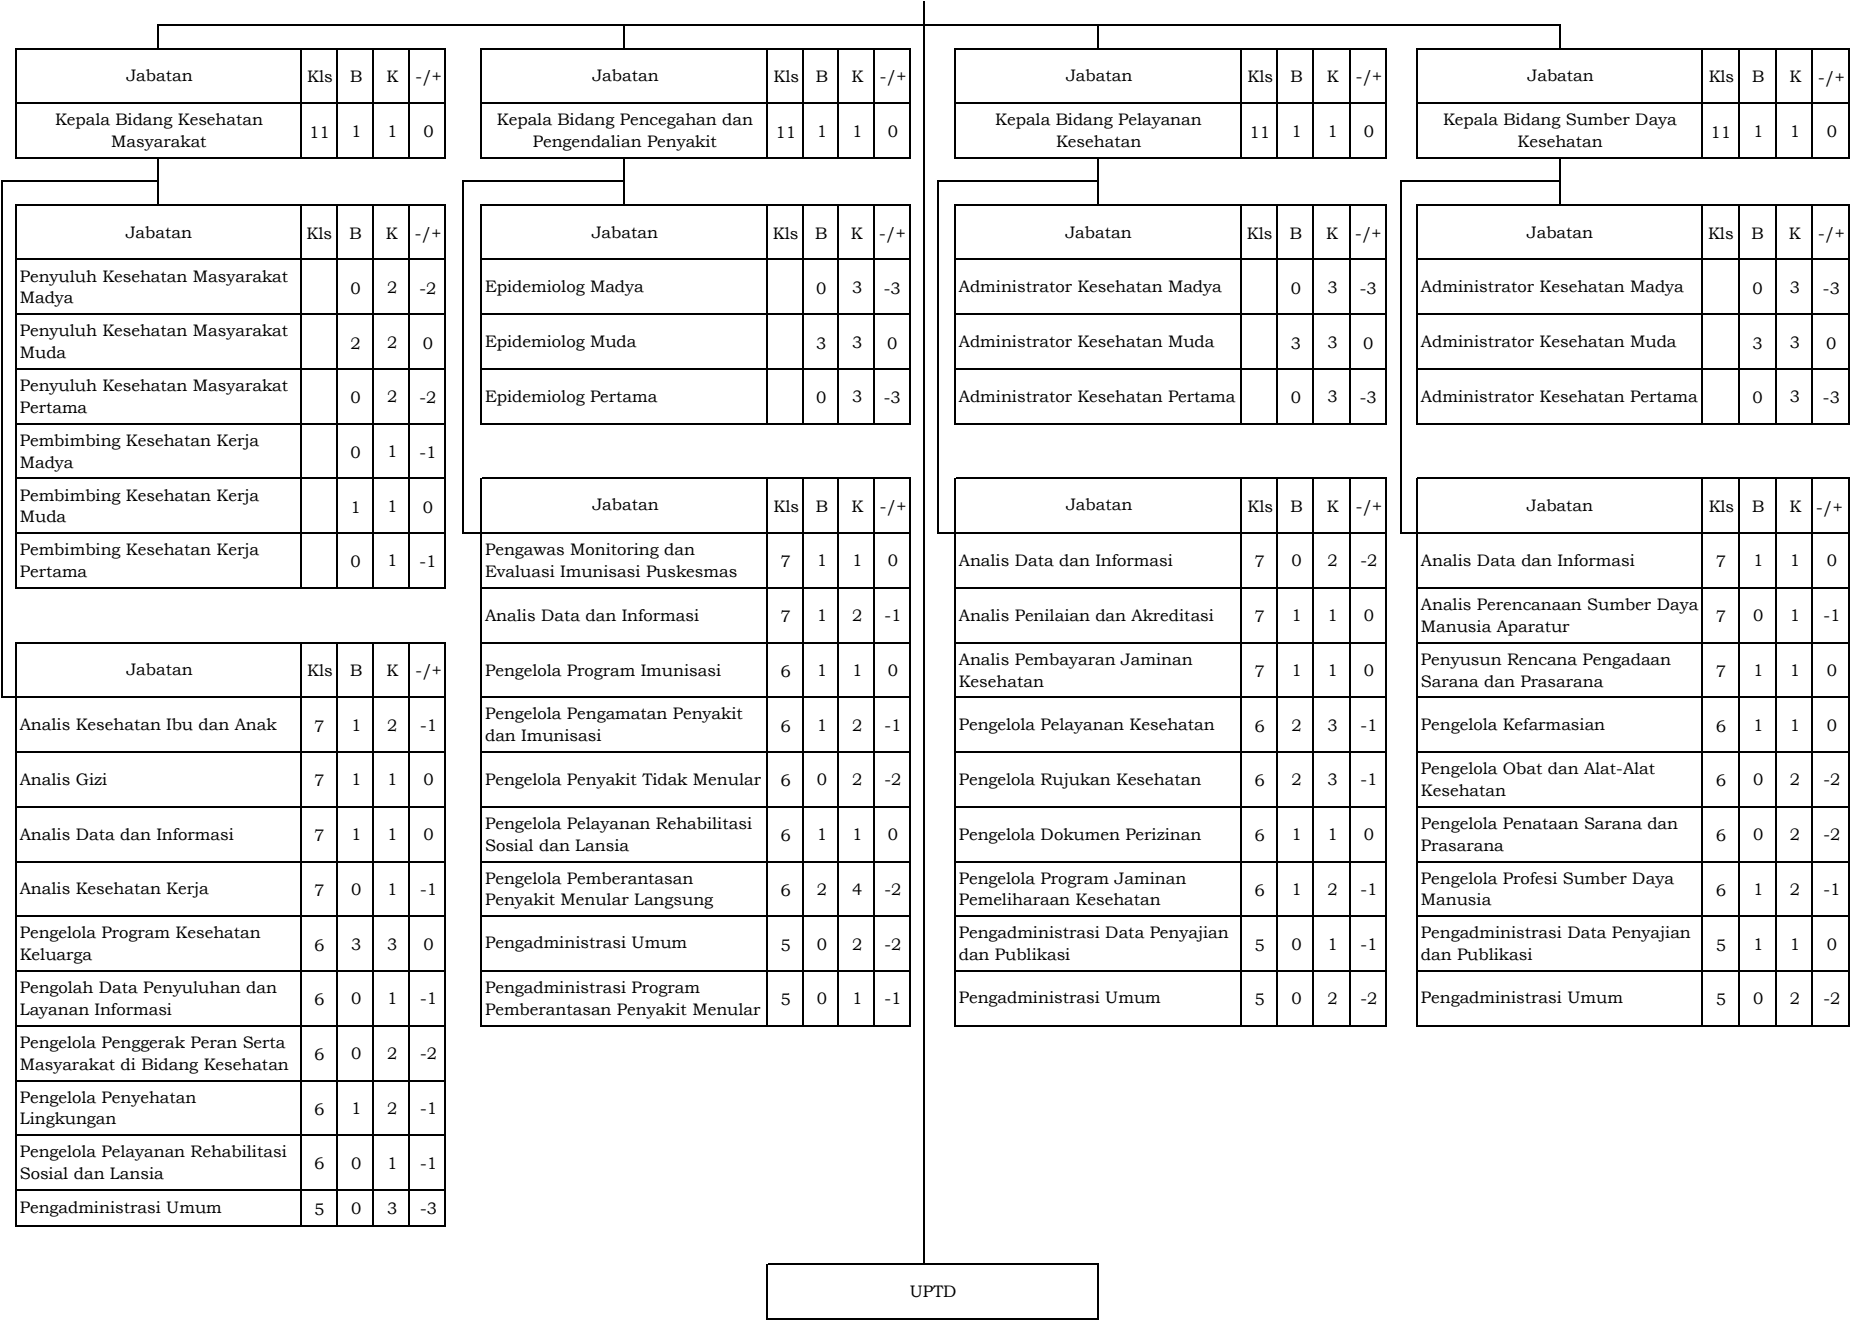 Jabatan Kls B K -/+
Kepala Bidang Kesehatan
Masyarakat
11 1 1 0
Jabatan Kls B K -/+
Penyuluh Kesehatan Masyarakat
Madya
0 2 -2
Penyuluh Kesehatan Masyarakat
Muda
2 2 0
Penyuluh Kesehatan Masyarakat
Pertama
0 2 -2
Pembimbing Kesehatan Kerja
Madya
0 1 -1
Pembimbing Kesehatan Kerja
Muda
1 1 0
Pembimbing Kesehatan Kerja
Pertama
0 1 -1
Jabatan Kls B K -/+
Analis Kesehatan Ibu dan Anak 7 1 2 -1
Analis Gizi 7 1 1 0
Analis Data dan Informasi 7 1 1 0
Analis Kesehatan Kerja 7 0 1 -1
Pengelola Program Kesehatan
Keluarga
6 3 3 0
Pengolah Data Penyuluhan dan
Layanan Informasi
6 0 1 -1
Pengelola Penggerak Peran Serta
Masyarakat di Bidang Kesehatan
6 0 2 -2
Pengelola Penyehatan
Lingkungan
6 1 2 -1
Pengelola Pelayanan Rehabilitasi
Sosial dan Lansia
6 0 1 -1
Pengadministrasi Umum 5 0 3 -3
Jabatan Kls B K -/+
Kepala Bidang Pencegahan dan
Pengendalian Penyakit
11 1 1 0
Jabatan Kls B K -/+
Epidemiolog Madya 0 3 -3
Epidemiolog Muda 3 3 0
Epidemiolog Pertama 0 3 -3
Jabatan Kls B K -/+
Pengawas Monitoring dan
Evaluasi Imunisasi Puskesmas
7 1 1 0
Analis Data dan Informasi 7 1 2 -1
Pengelola Program Imunisasi 6 1 1 0
Pengelola Pengamatan Penyakit
dan Imunisasi
6 1 2 -1
Pengelola Penyakit Tidak Menular 6 0 2 -2
Pengelola Pelayanan Rehabilitasi
Sosial dan Lansia
6 1 1 0
Pengelola Pemberantasan
Penyakit Menular Langsung
6 2 4 -2
Pengadministrasi Umum 5 0 2 -2
Pengadministrasi Program
Pemberantasan Penyakit Menular
5 0 1 -1
Jabatan Kls B K -/+
Kepala Bidang Pelayanan
Kesehatan
11 1 1 0
Jabatan Kls B K -/+
Administrator Kesehatan Madya 0 3 -3
Administrator Kesehatan Muda 3 3 0
Administrator Kesehatan Pertama 0 3 -3
Jabatan Kls B K -/+
Analis Data dan Informasi 7 0 2 -2
Analis Penilaian dan Akreditasi 7 1 1 0
Analis Pembayaran Jaminan
Kesehatan
7 1 1 0
Pengelola Pelayanan Kesehatan 6 2 3 -1
Pengelola Rujukan Kesehatan 6 2 3 -1
Pengelola Dokumen Perizinan 6 1 1 0
Pengelola Program Jaminan
Pemeliharaan Kesehatan
6 1 2 -1
Pengadministrasi Data Penyajian
dan Publikasi
5 0 1 -1
Pengadministrasi Umum 5 0 2 -2
Jabatan Kls B K -/+
Kepala Bidang Sumber Daya
Kesehatan
11 1 1 0
Jabatan Kls B K -/+
Administrator Kesehatan Madya 0 3 -3
Administrator Kesehatan Muda 3 3 0
Administrator Kesehatan Pertama 0 3 -3
Jabatan Kls B K -/+
Analis Data dan Informasi 7 1 1 0
Analis Perencanaan Sumber Daya
Manusia Aparatur
7 0 1 -1
Penyusun Rencana Pengadaan
Sarana dan Prasarana
7 1 1 0
Pengelola Kefarmasian 6 1 1 0
Pengelola Obat dan Alat-Alat
Kesehatan
6 0 2 -2
Pengelola Penataan Sarana dan
Prasarana
6 0 2 -2
Pengelola Profesi Sumber Daya
Manusia
6 1 2 -1
Pengadministrasi Data Penyajian
dan Publikasi
5 1 1 0
Pengadministrasi Umum 5 0 2 -2
UPTD